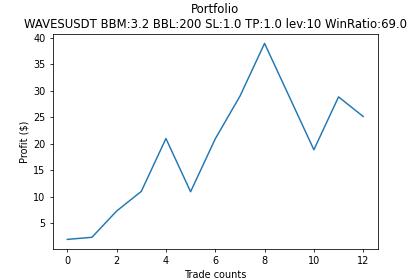 Portfolio
WAVESUSDT BBM:3.2 BBL:200 SL:1.0 TP:1.0 lev:10 WinRatio:69.0
Profit ($)
40
35
30
25
20
15
10
5
0 2 4 6 8 10 12
Trade counts